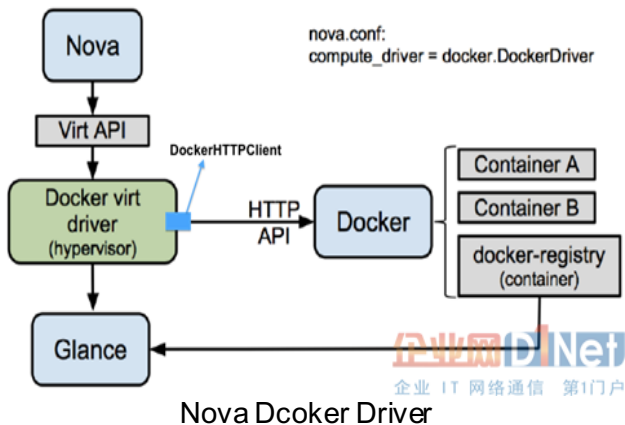 Nova
nova.conf:
compute_driver = docker.DockerDriver
Virt API
DockerHTTPClient
Docker virt
driver
(hypervisor)
HTTP
API
Docker
Container A
Container B
docker-registry
(container)
Glance
企业网D1Net
企业 IT 网络通信 第1门户
Nova Dcoker Driver